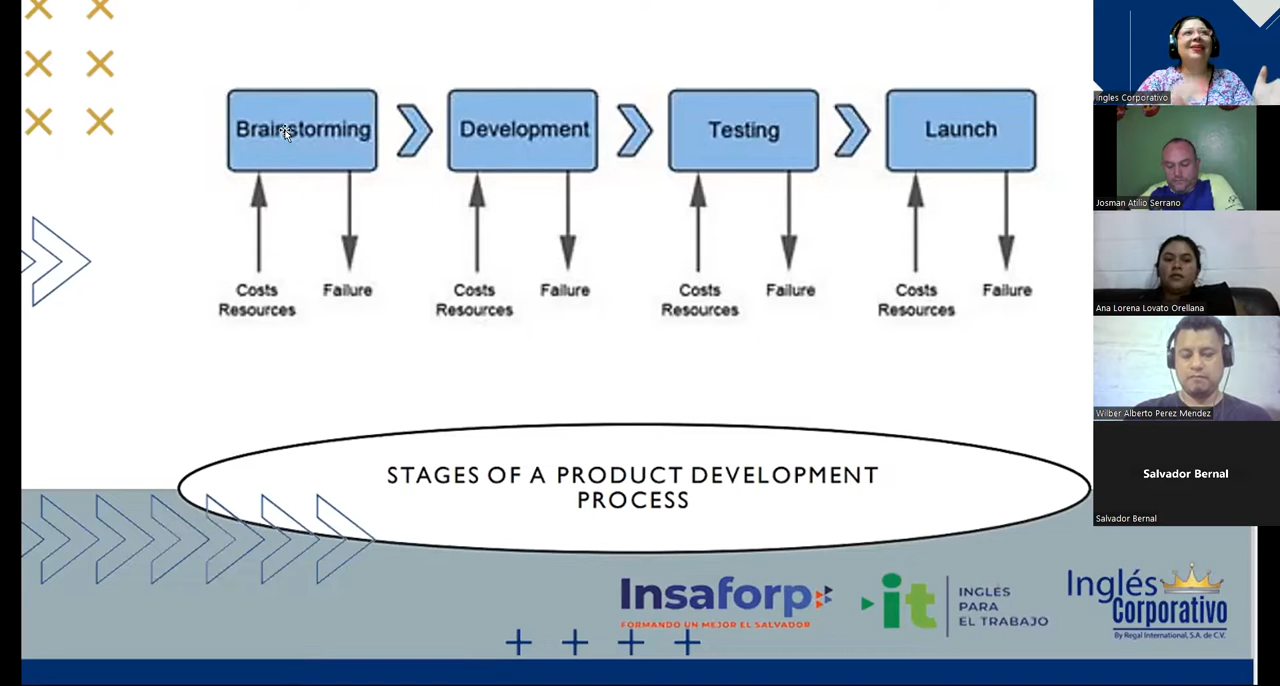 Brainstorming
Development
Testing
Launch
Costs
Resources
Failure
Costs
Resources
Failure
Costs
Resources
Failure
Costs
Resources
Failure
STAGES OF A PRODUCT DEVELOPMENT
PROCESS
Insaforp
FORMANDO UN MEJOR EL SALVADOR
it
INGLÉS
PARA
EL TRABAJO
Inglés
Corporativo
By Regal International, S.A. de C.V.
Ingles Corporativo
Josman Atilio Serrano
Ana Lorena Lovato Orellana
Wilber Alberto Perez Mendez
Salvador Bernal
Salvador Bernal